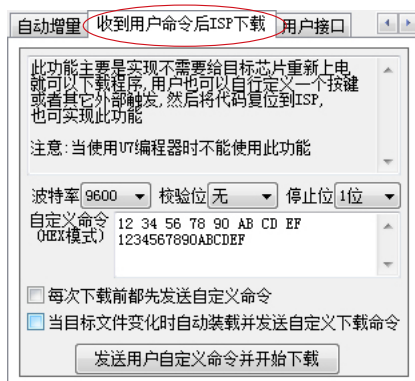 自动增量 收到用户命令后ISP下载 用户接口
此功能主要是实现不需要给目标芯片重新上电
就可以下载程序,用户也可以自行定义一个按键
或者其它外部触发,然后将代码复位到ISP,
也可实现此功能
注意:当使用U7编程器时不能使用此功能
波特率 9600 校验位 无 停止位 1位
自定义命令 12 34 56 78 90 AB CD EF
(HEX模式) 1234567890ABCDEF
每次下载前都先发送自定义命令
当目标文件变化时自动装载并发送自定义下载命令
发送用户自定义命令并开始下载